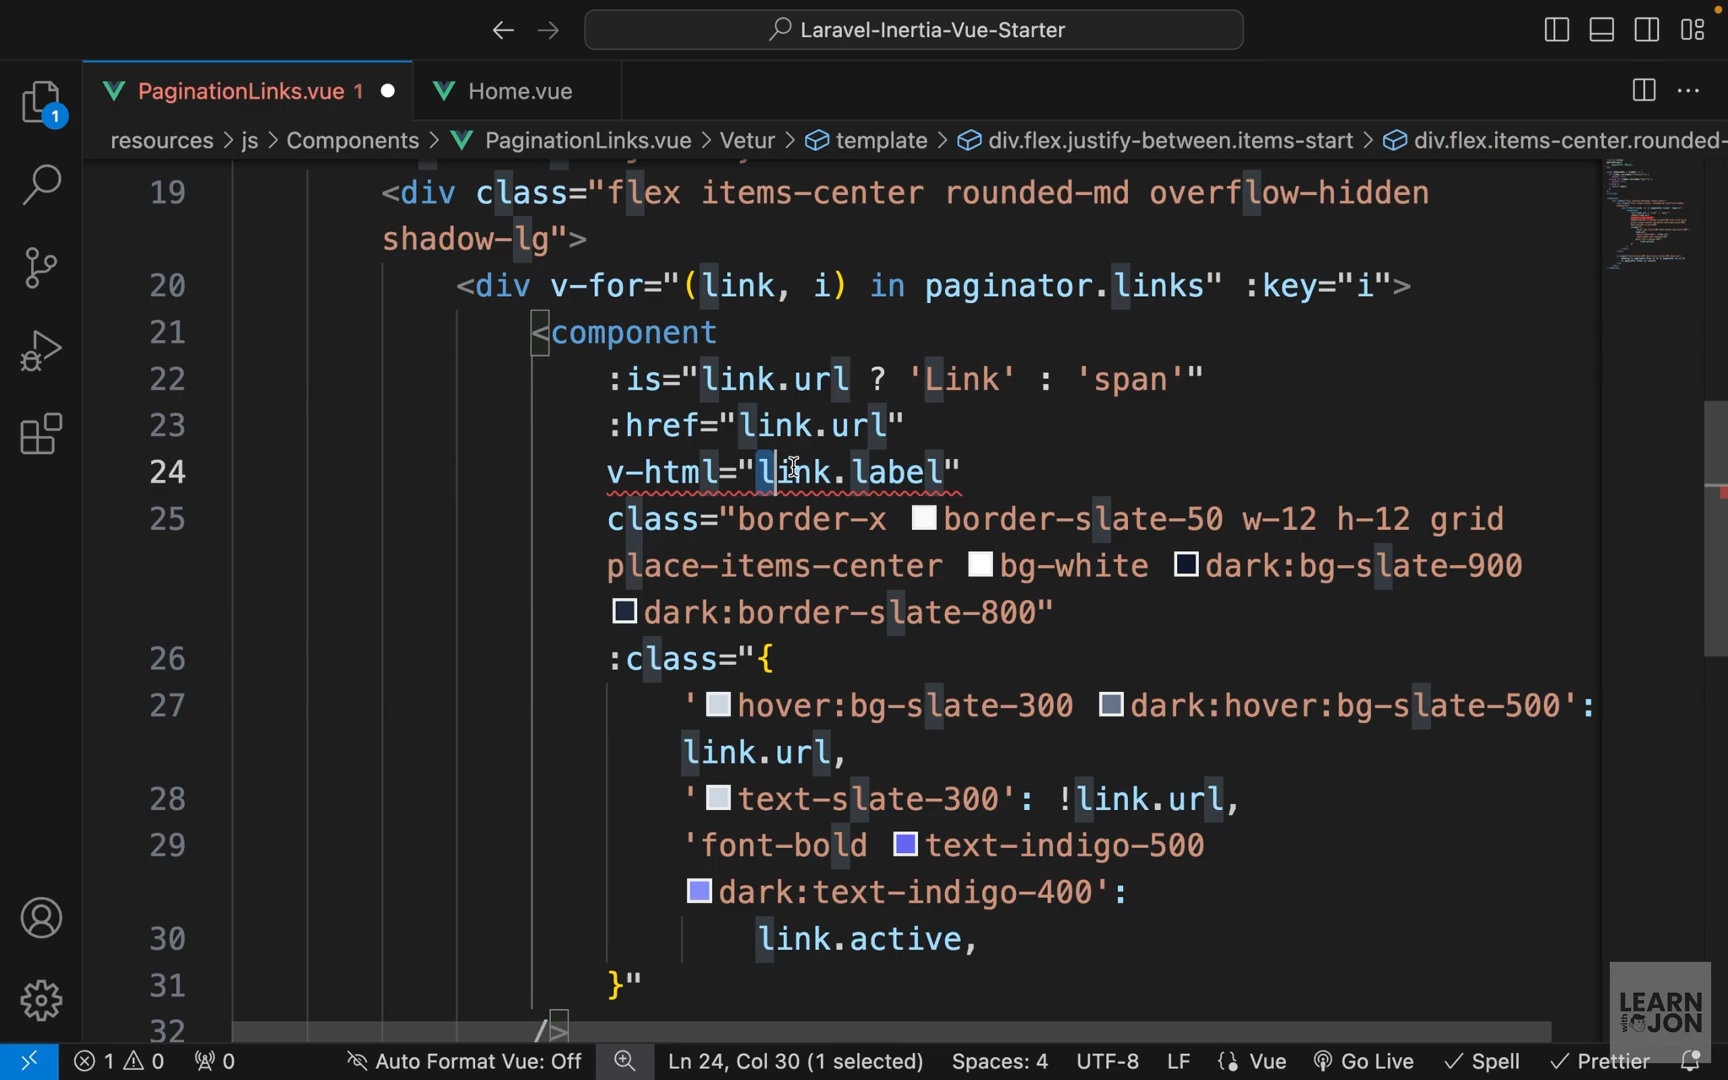 Laravel-Inertia-Vue-Starter
PaginationLinks.vue 1
Home.vue
1
resources > js > Components > PaginationLinks.vue > Vetur > template > div.flex.justify-between.items-start > div.flex.items-center.rounded-
19 <div class="flex items-center rounded-md overflow-hidden
shadow-lg">
20 <div v-for="(link, i) in paginator.links" :key="i">
21 <component
22 :is="link.url ? 'Link' : 'span'"
23 :href="link.url"
24 v-html="link.label"
25 class="border-x border-slate-50 w-12 h-12 grid
place-items-center bg-white dark:bg-slate-900
dark:border-slate-800"
26 :class="{
27 'hover:bg-slate-300 dark:hover:bg-slate-500':
link.url,
28 'text-slate-300': !link.url,
29 'font-bold text-indigo-500
dark:text-indigo-400':
30 link.active,
31 }"
32 />
LEARN
with JON
1 0 0 Auto Format Vue: Off Ln 24, Col 30 (1 selected) Spaces: 4 UTF-8 LF {} Vue Go Live Spell Prettier